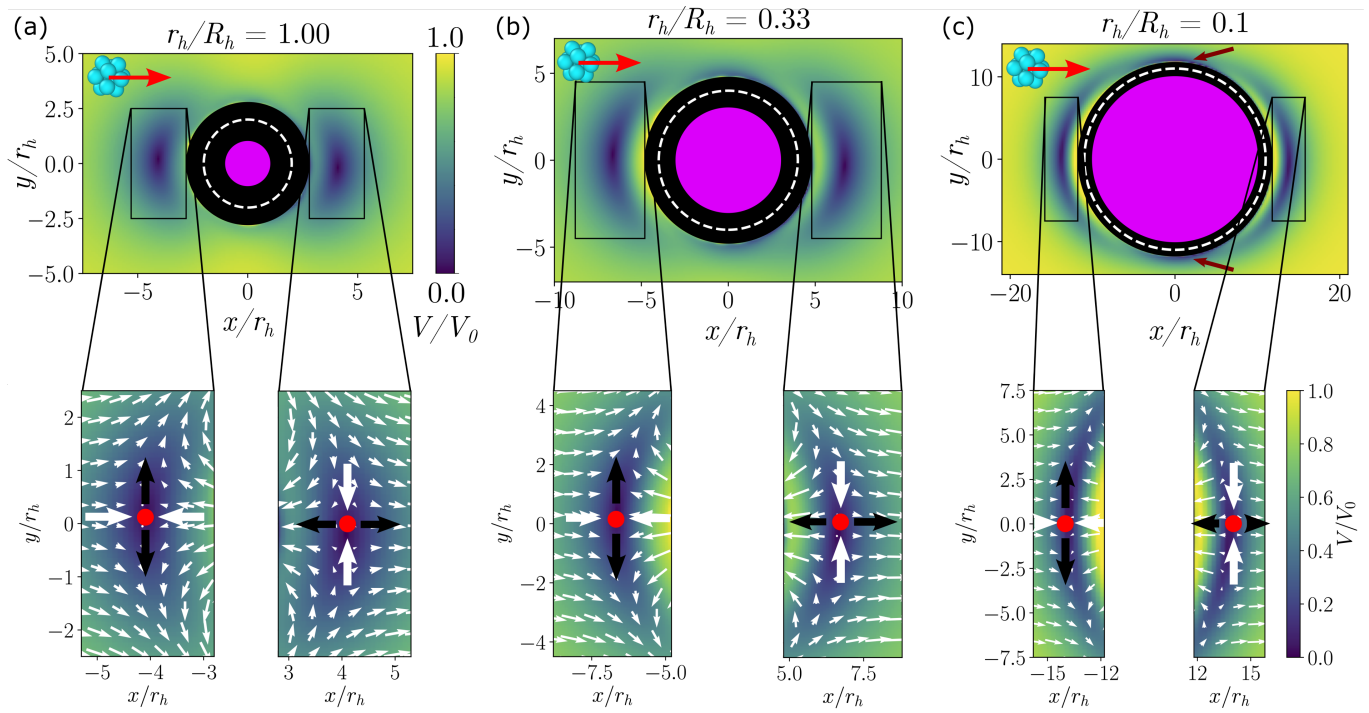 (a)
r_h/R_h = 1.00
(b)
r_h/R_h = 0.33
(c)
r_h/R_h = 0.1
5.0
2.5
0.0
−2.5
−5.0
y/r_h
−5
0
5
x/r_h
1.0
0.0
V/V_0
5
0
−5
y/r_h
−10
−5
0
5
10
x/r_h
10
0
−10
y/r_h
−20
0
20
x/r_h
2
1
0
−1
−2
y/r_h
−5
−4
−3
x/r_h
3
4
5
x/r_h
4
2
0
−2
−4
y/r_h
−7.5
−5.0
x/r_h
5.0
7.5
x/r_h
7.5
5.0
2.5
0.0
−2.5
−5.0
−7.5
y/r_h
−15
−12
x/r_h
12
15
x/r_h
1.0
0.8
0.6
0.4
0.2
0.0
V/V_0